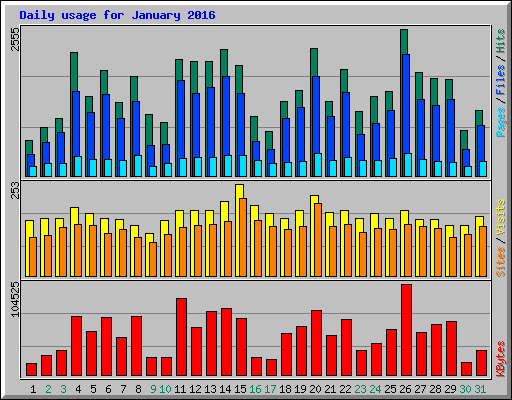 Daily usage for January 2016
2555
Pages / Files / Hits
253
Sites / Visits
104525
KBytes
1 2 3 4 5 6 7 8 9 10 11 12 13 14 15 16 17 18 19 20 21 22 23 24 25 26 27 28 29 30 31